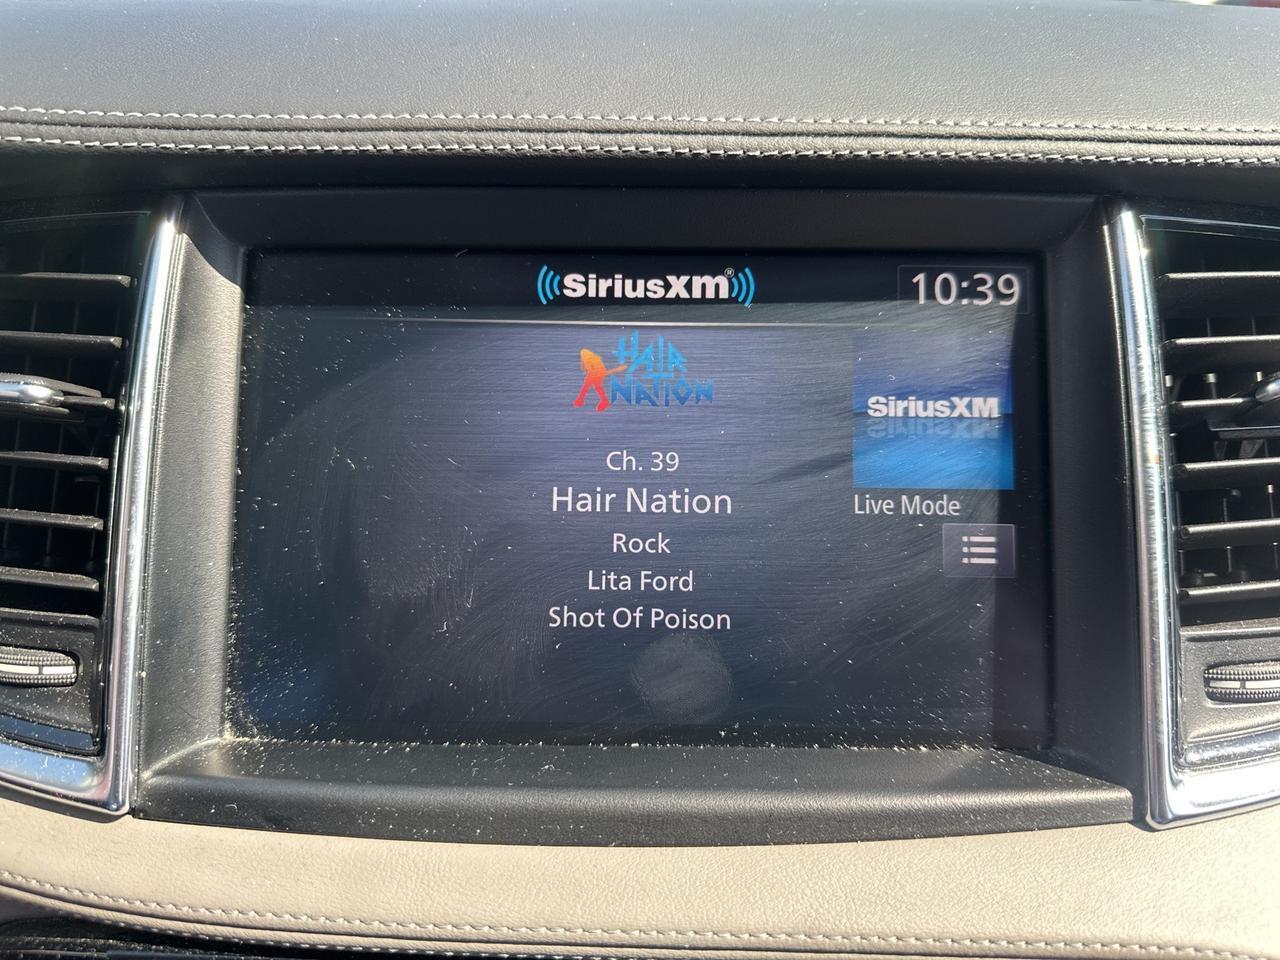 SiriusXM®
10:39
HAIR
NATION
SiriusXM
Ch. 39
Hair Nation
Live Mode
Rock
Lita Ford
Shot Of Poison